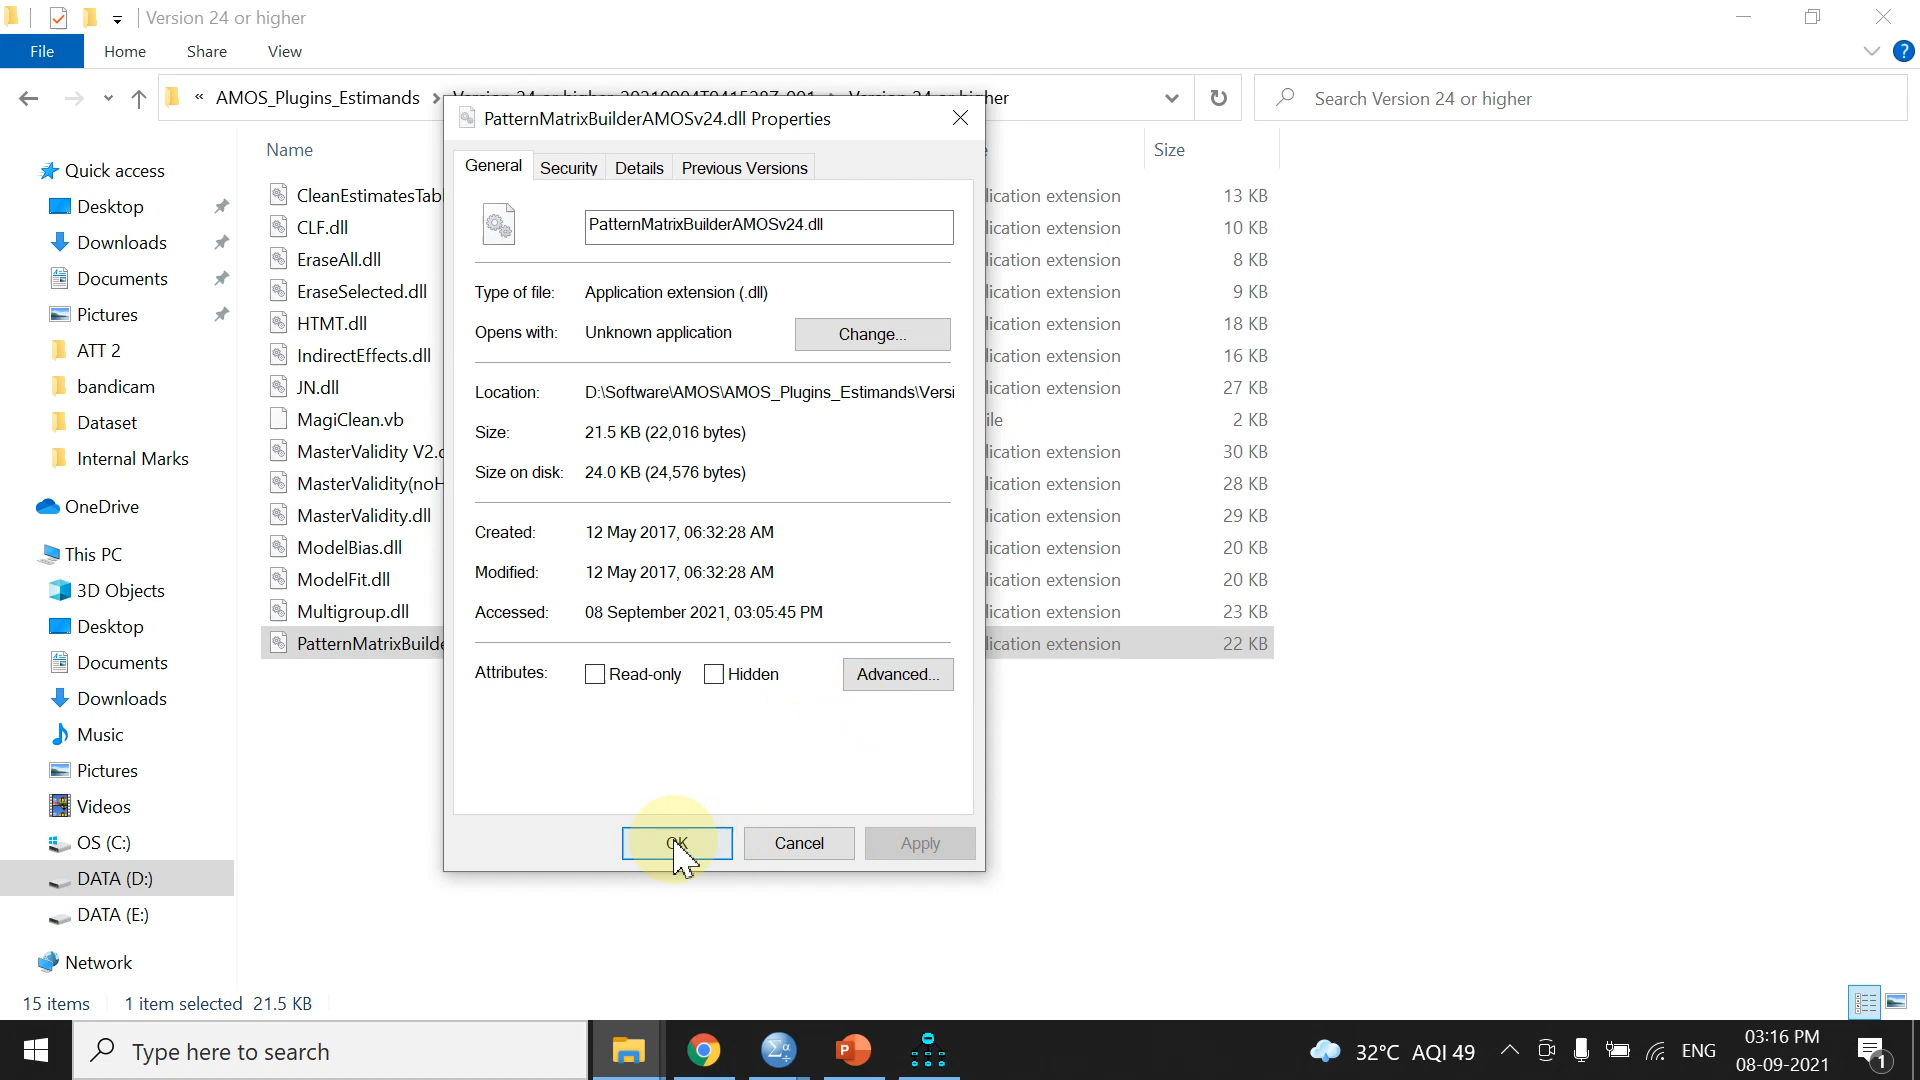 Version 24 or higher
File Home Share View
« AMOS_Plugins_Estimands
her
Search Version 24 or higher
PatternMatrixBuilderAMOSv24.dll Properties
General Security Details Previous Versions
PatternMatrixBuilderAMOSv24.dll
Type of file: Application extension (.dll)
Opens with: Unknown application Change...
Location: D:\Software\AMOS\AMOS_Plugins_Estimands\Versi
Size: 21.5 KB (22,016 bytes)
Size on disk: 24.0 KB (24,576 bytes)
Created: 12 May 2017, 06:32:28 AM
Modified: 12 May 2017, 06:32:28 AM
Accessed: 08 September 2021, 03:05:45 PM
Attributes: Read-only Hidden Advanced...
OK Cancel Apply
Quick access
Desktop
Downloads
Documents
Pictures
ATT 2
bandicam
Dataset
Internal Marks
OneDrive
This PC
3D Objects
Desktop
Documents
Downloads
Music
Pictures
Videos
OS (C:)
DATA (D:)
DATA (E:)
Network
Name Size
CleanEstimatesTab lication extension 13 KB
CLF.dll lication extension 10 KB
EraseAll.dll lication extension 8 KB
EraseSelected.dll lication extension 9 KB
HTMT.dll lication extension 18 KB
IndirectEffects.dll lication extension 16 KB
JN.dll lication extension 27 KB
MagiClean.vb ile 2 KB
MasterValidity V2.c lication extension 30 KB
MasterValidity(noH lication extension 28 KB
MasterValidity.dll lication extension 29 KB
ModelBias.dll lication extension 20 KB
ModelFit.dll lication extension 20 KB
Multigroup.dll lication extension 23 KB
PatternMatrixBuilde lication extension 22 KB
15 items 1 item selected 21.5 KB
Type here to search
32°C AQI 49 ENG
03:16 PM
08-09-2021
1